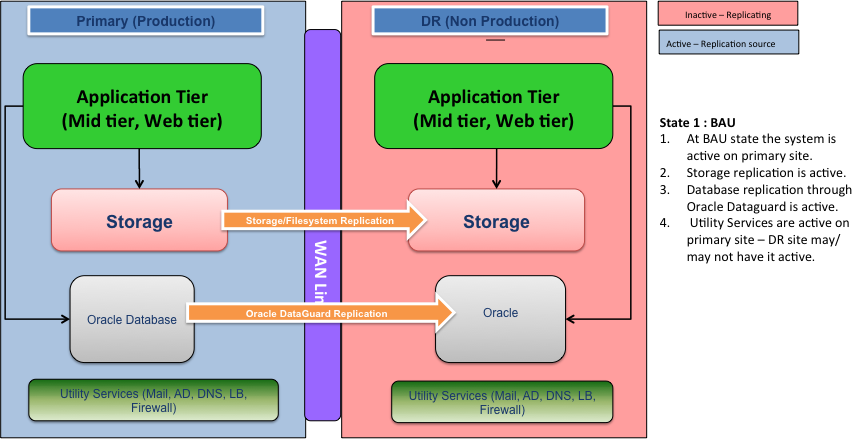 Primary (Production)
DR (Non Production)
Inactive – Replicating
Active – Replication source
Application Tier
(Mid tier, Web tier)
Application Tier
(Mid tier, Web tier)
Storage
Storage/Filesystem Replication
Storage
WAN
Oracle Database
Oracle DataGuard Replication
Oracle
Utility Services (Mail, AD, DNS, LB,
Firewall)
Utility Services (Mail, AD, DNS, LB,
Firewall)
State 1 : BAU
1. At BAU state the system is
active on primary site.
2. Storage replication is active.
3. Database replication through
Oracle Dataguard is active.
4. Utility Services are active on
primary site – DR site may/
may not have it active.